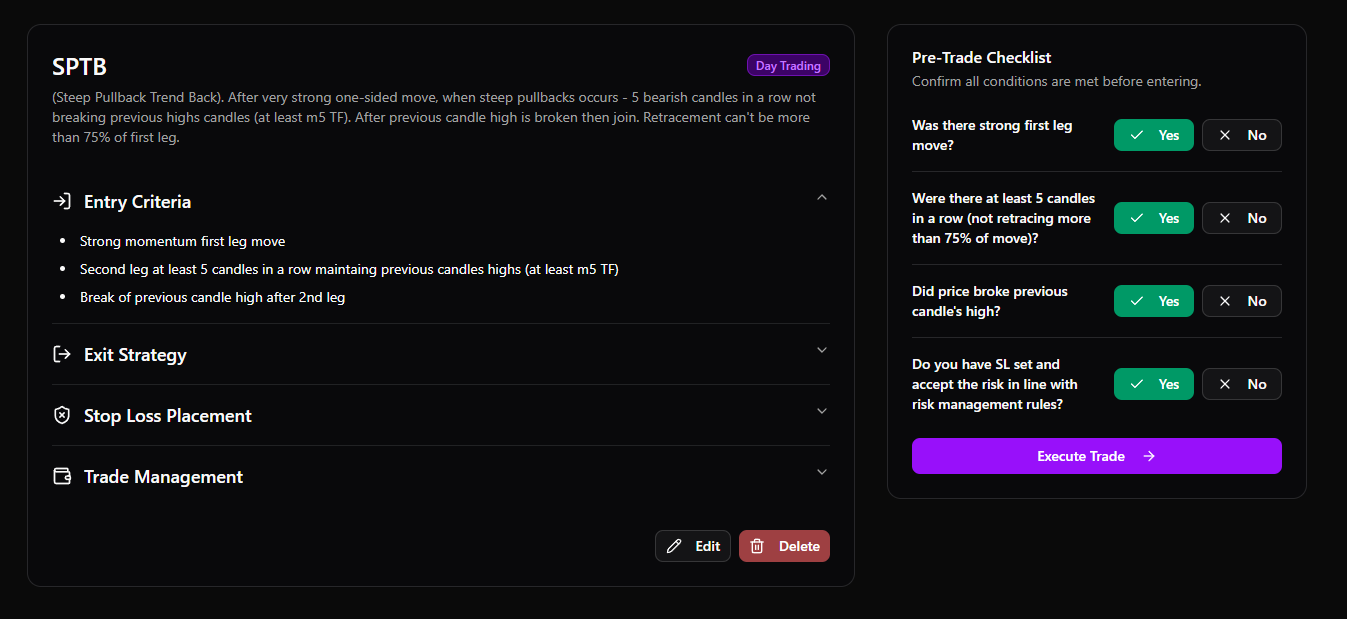 SPTB
Day Trading
(Steep Pullback Trend Back). After very strong one-sided move, when steep pullbacks occurs - 5 bearish candles in a row not
breaking previous highs candles (at least m5 TF). After previous candle high is broken then join. Retracement can't be more
than 75% of first leg.
Entry Criteria
Strong momentum first leg move
Second leg at least 5 candles in a row maintaing previous candles highs (at least m5 TF)
Break of previous candle high after 2nd leg
Exit Strategy
Stop Loss Placement
Trade Management
Edit
Delete
Pre-Trade Checklist
Confirm all conditions are met before entering.
Was there strong first leg
move?
Yes
No
Were there at least 5 candles
in a row (not retracing more
than 75% of move)?
Yes
No
Did price broke previous
candle's high?
Yes
No
Do you have SL set and
accept the risk in line with
risk management rules?
Yes
No
Execute Trade